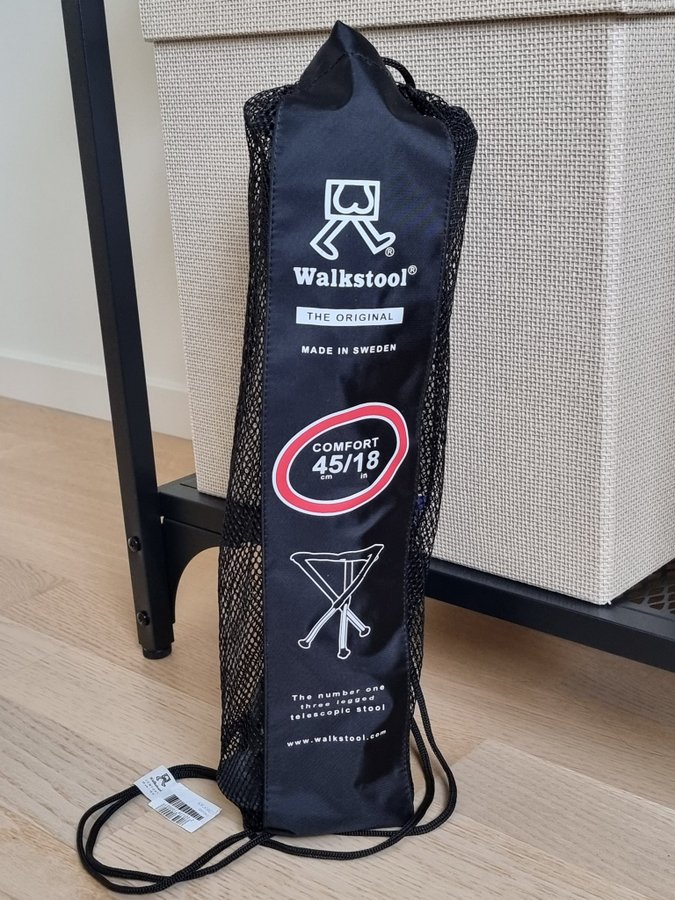 ®
Walkstool®
THE ORIGINAL
MADE IN SWEDEN
COMFORT
45/18
cm in
The number one
three legged
telescopic stool
www.walkstool.com
Walkstool